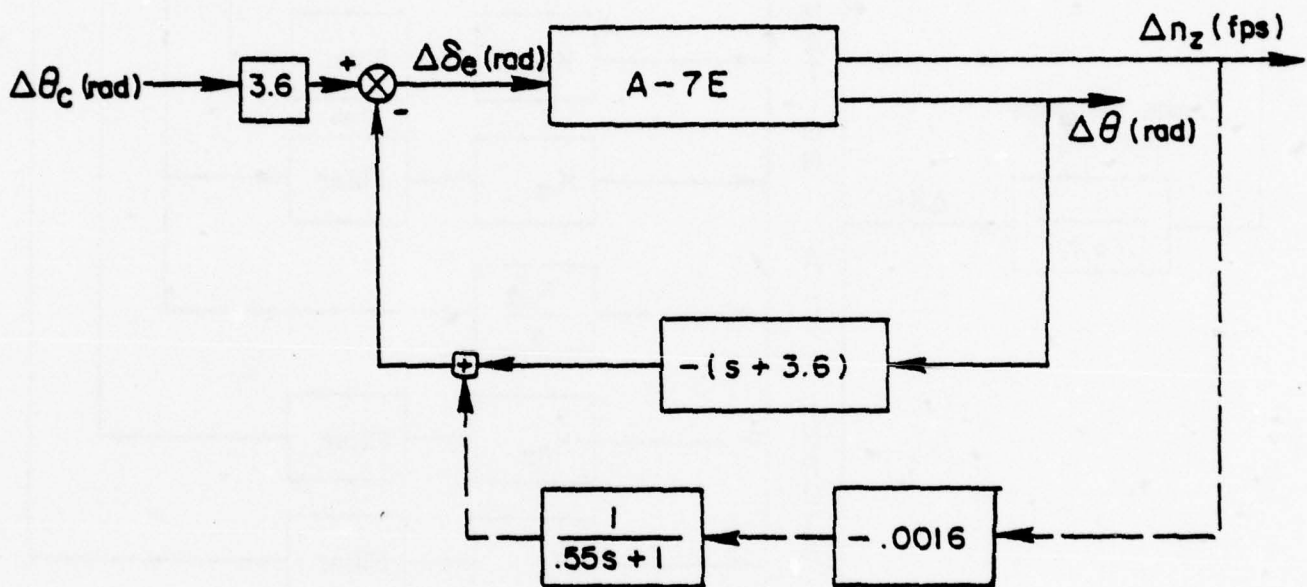 Δθc (rad)
3.6
+
-
Δδe (rad)
A-7E
Δnz (fps)
Δθ (rad)
-(s + 3.6)
+
1
.55s + 1
-.0016